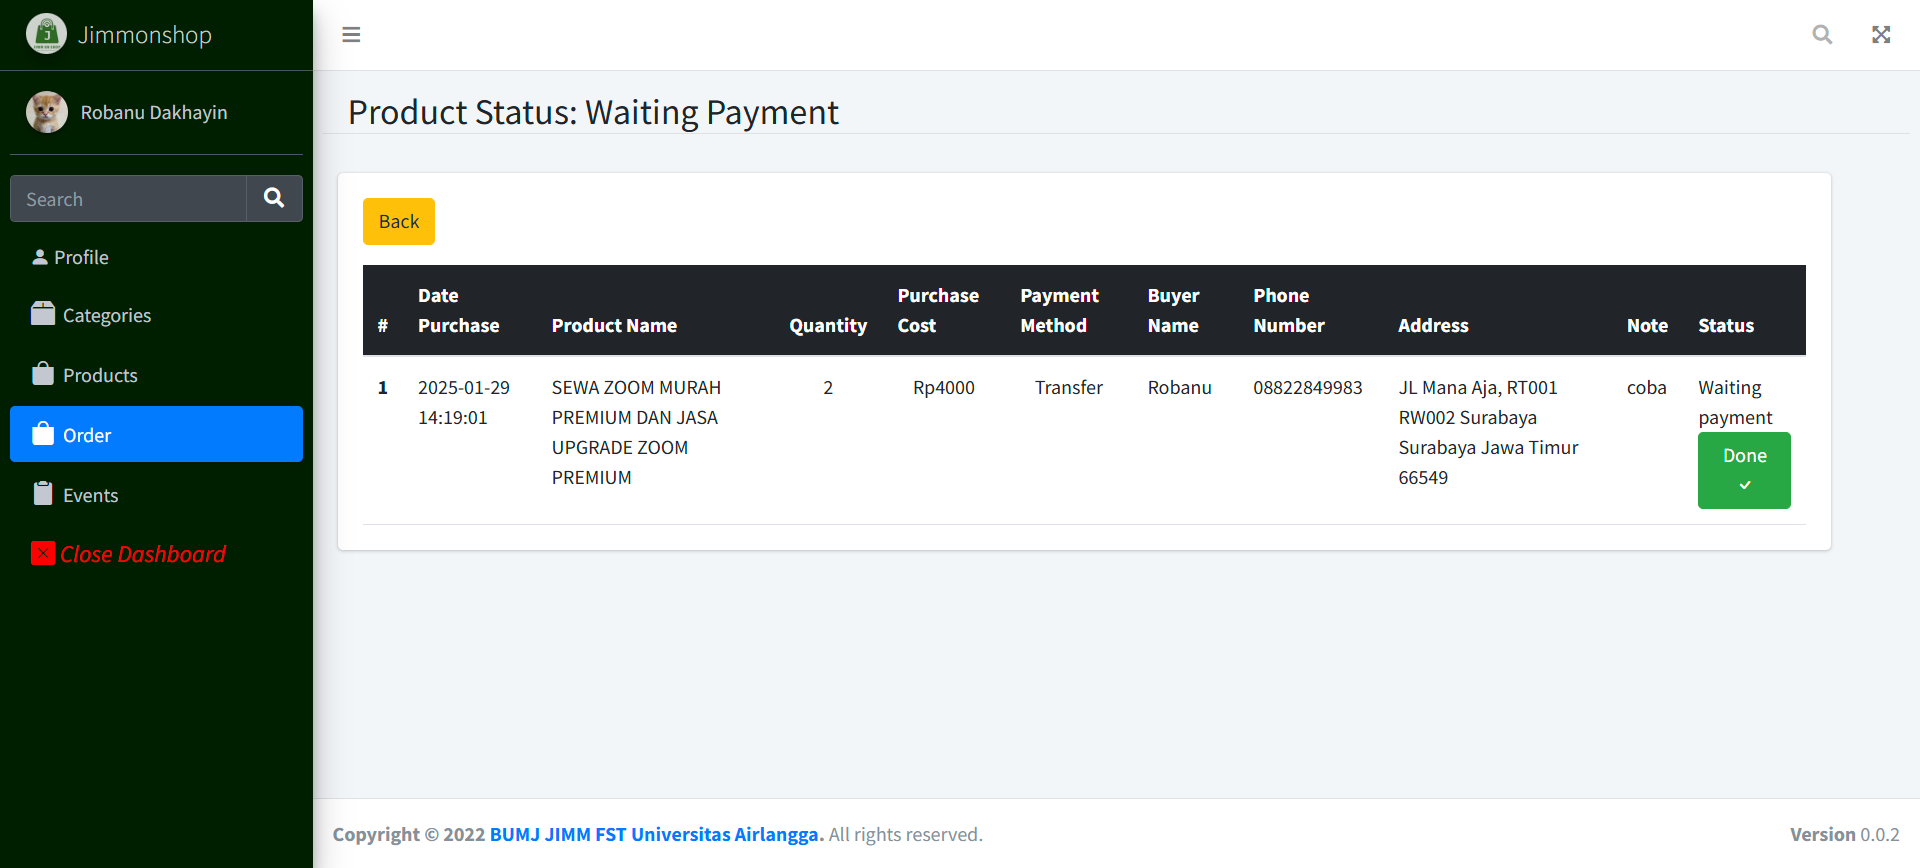 Jimmonshop
Robanu Dakhayin
Search
Profile
Categories
Products
Order
Events
Close Dashboard
Product Status: Waiting Payment
Back
# Date Purchase Product Name Quantity Purchase Cost Payment Method Buyer Name Phone Number Address Note Status
1 2025-01-29 SEWA ZOOM MURAH 2 Rp4000 Transfer Robanu 08822849983 JL Mana Aja, RT001 coba Waiting
14:19:01 PREMIUM DAN JASA RW002 Surabaya payment
UPGRADE ZOOM Surabaya Jawa Timur Done
PREMIUM 66549
Copyright © 2022 BUMJ JIMM FST Universitas Airlangga. All rights reserved.
Version 0.0.2